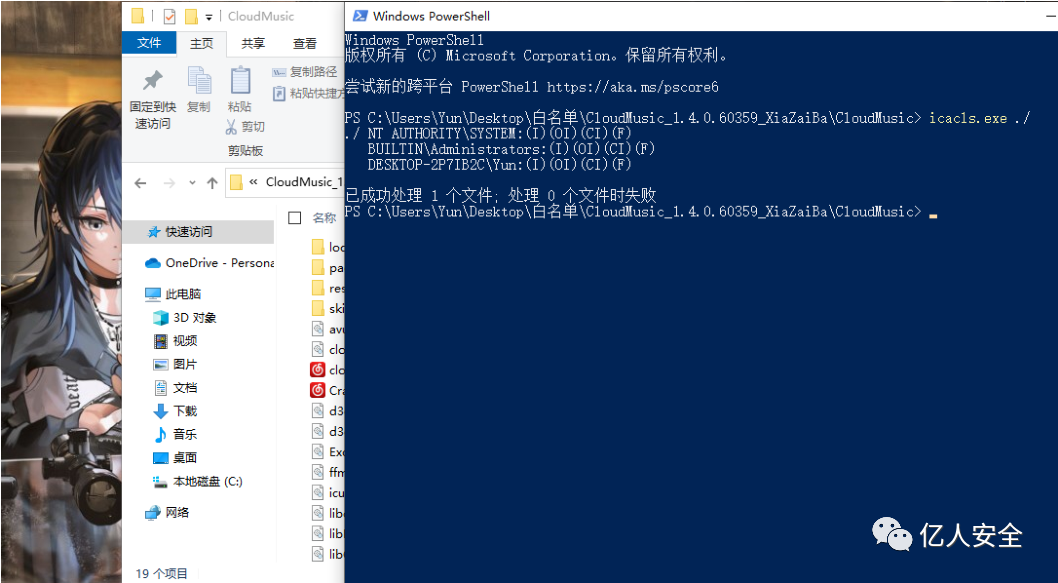 CloudMusic
文件 主页 共享 查看
固定到快速访问
复制
粘贴
复制路径
粘贴快捷方
剪切
剪贴板
« CloudMusic_1
名称
快速访问
OneDrive - Persona
此电脑
3D 对象
视频
图片
文档
下载
音乐
桌面
本地磁盘 (C:)
网络
loc
pa
res
ski
avu
clo
clo
Cra
d3
d3
Exc
ffm
icu
lib
lib
lib
19 个项目
Windows PowerShell
Windows PowerShell
版权所有 (C) Microsoft Corporation。保留所有权利。
尝试新的跨平台 PowerShell https://aka.ms/pscore6
PS C:\Users\Yun\Desktop\白名单\CloudMusic_1.4.0.60359_XiaZaiBa\CloudMusic> icacls.exe ./
./ NT AUTHORITY\SYSTEM:(I)(OI)(CI)(F)
BUILTIN\Administrators:(I)(OI)(CI)(F)
DESKTOP-2P7IB2C\Yun:(I)(OI)(CI)(F)
已成功处理 1 个文件; 处理 0 个文件时失败
PS C:\Users\Yun\Desktop\白名单\CloudMusic_1.4.0.60359_XiaZaiBa\CloudMusic>
亿人安全